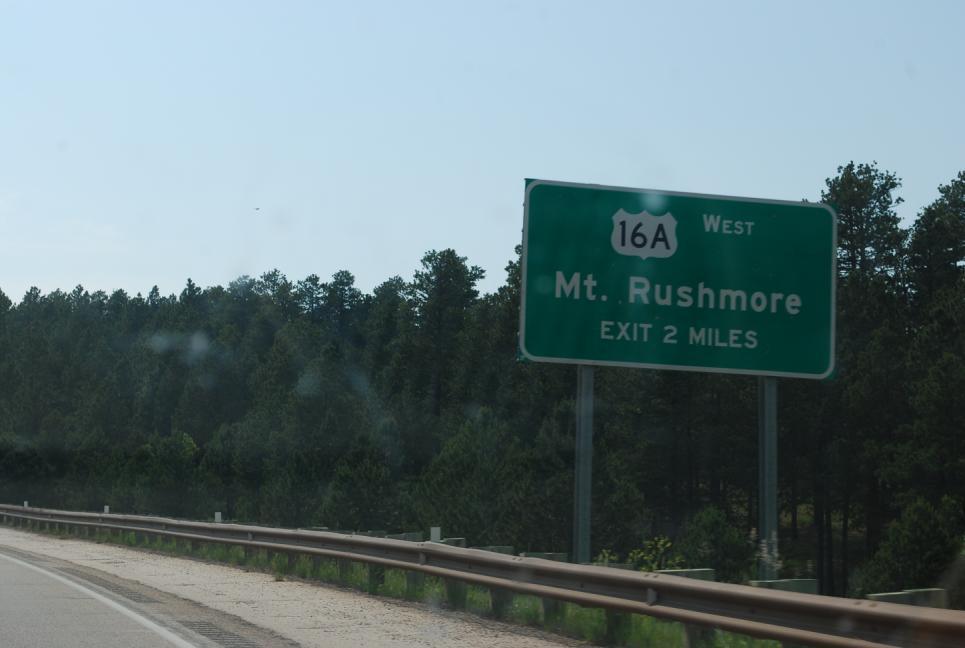 16A West
Mt. Rushmore
EXIT 2 MILES